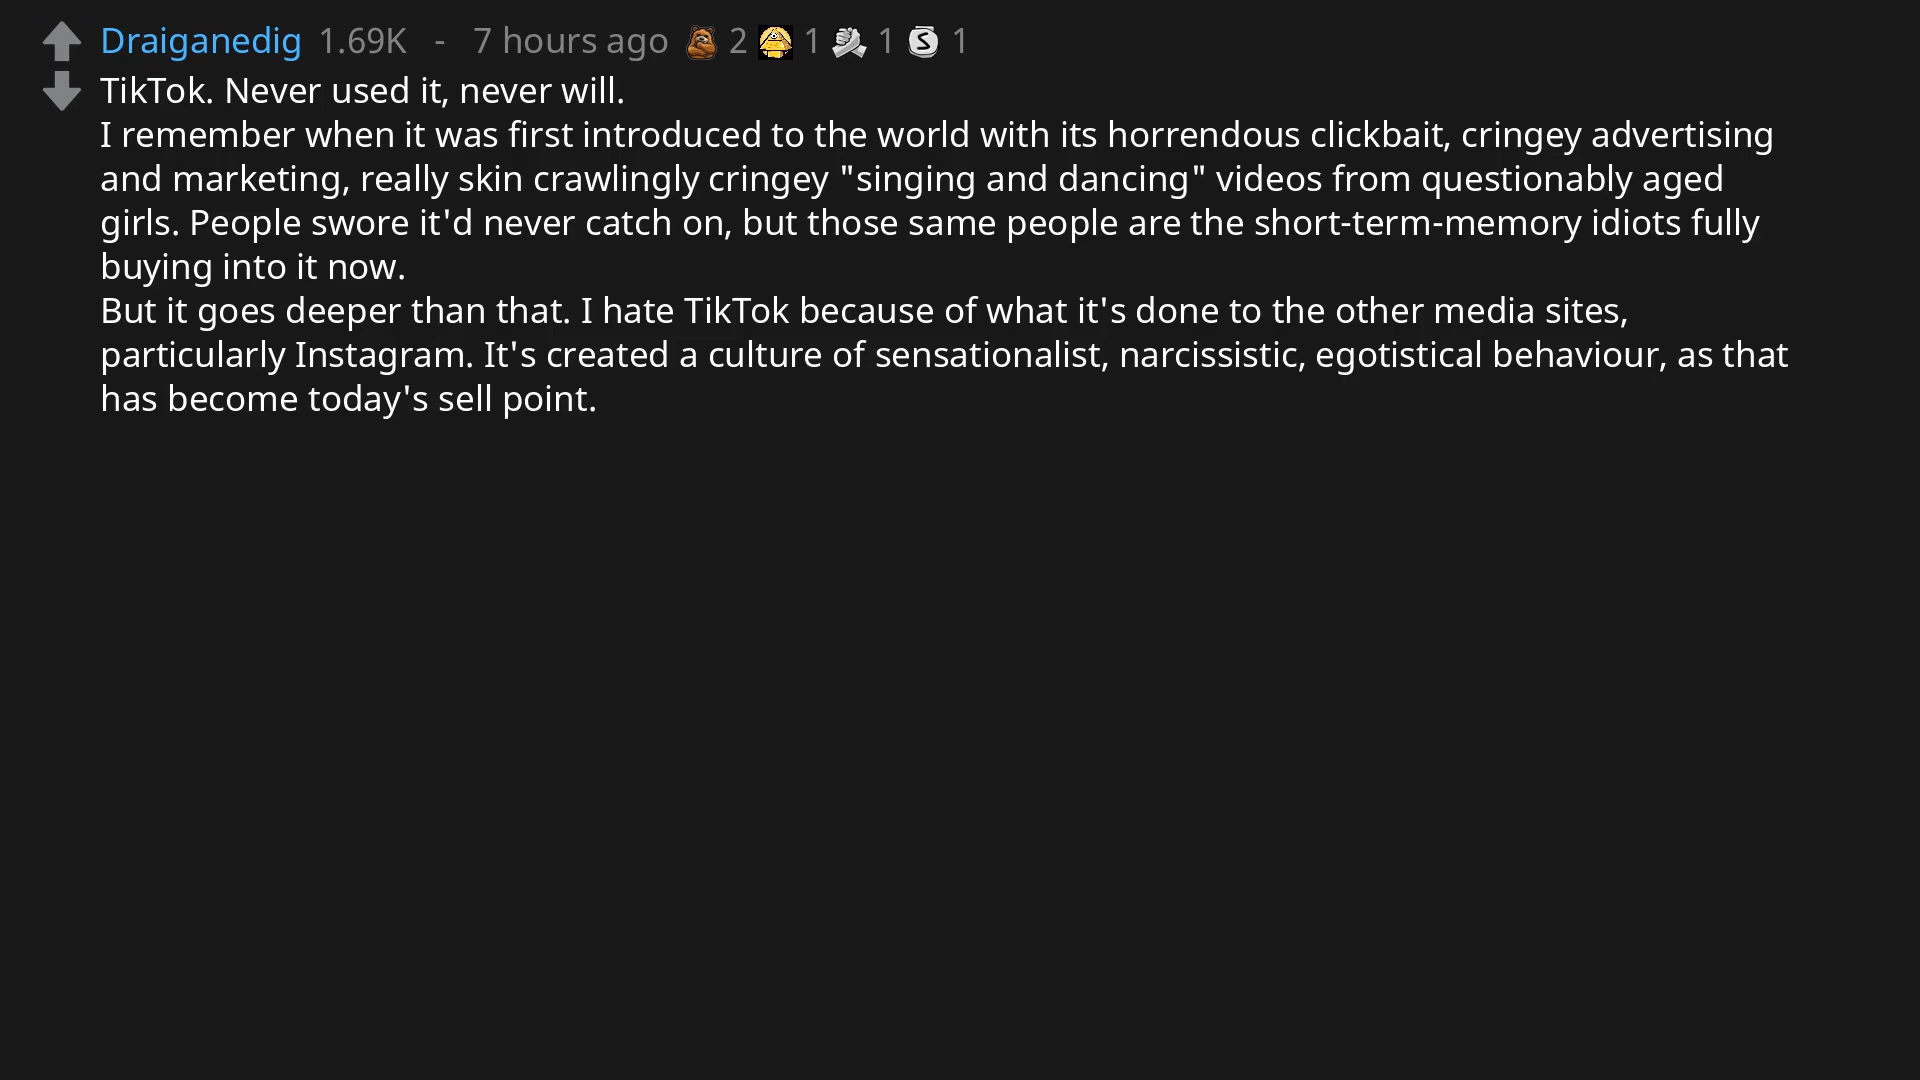 Draiganedig 1.69K - 7 hours ago 2 1 1 S 1
TikTok. Never used it, never will.
I remember when it was first introduced to the world with its horrendous clickbait, cringey advertising
and marketing, really skin crawlingly cringey "singing and dancing" videos from questionably aged
girls. People swore it'd never catch on, but those same people are the short-term-memory idiots fully
buying into it now.
But it goes deeper than that. I hate TikTok because of what it's done to the other media sites,
particularly Instagram. It's created a culture of sensationalist, narcissistic, egotistical behaviour, as that
has become today's sell point.